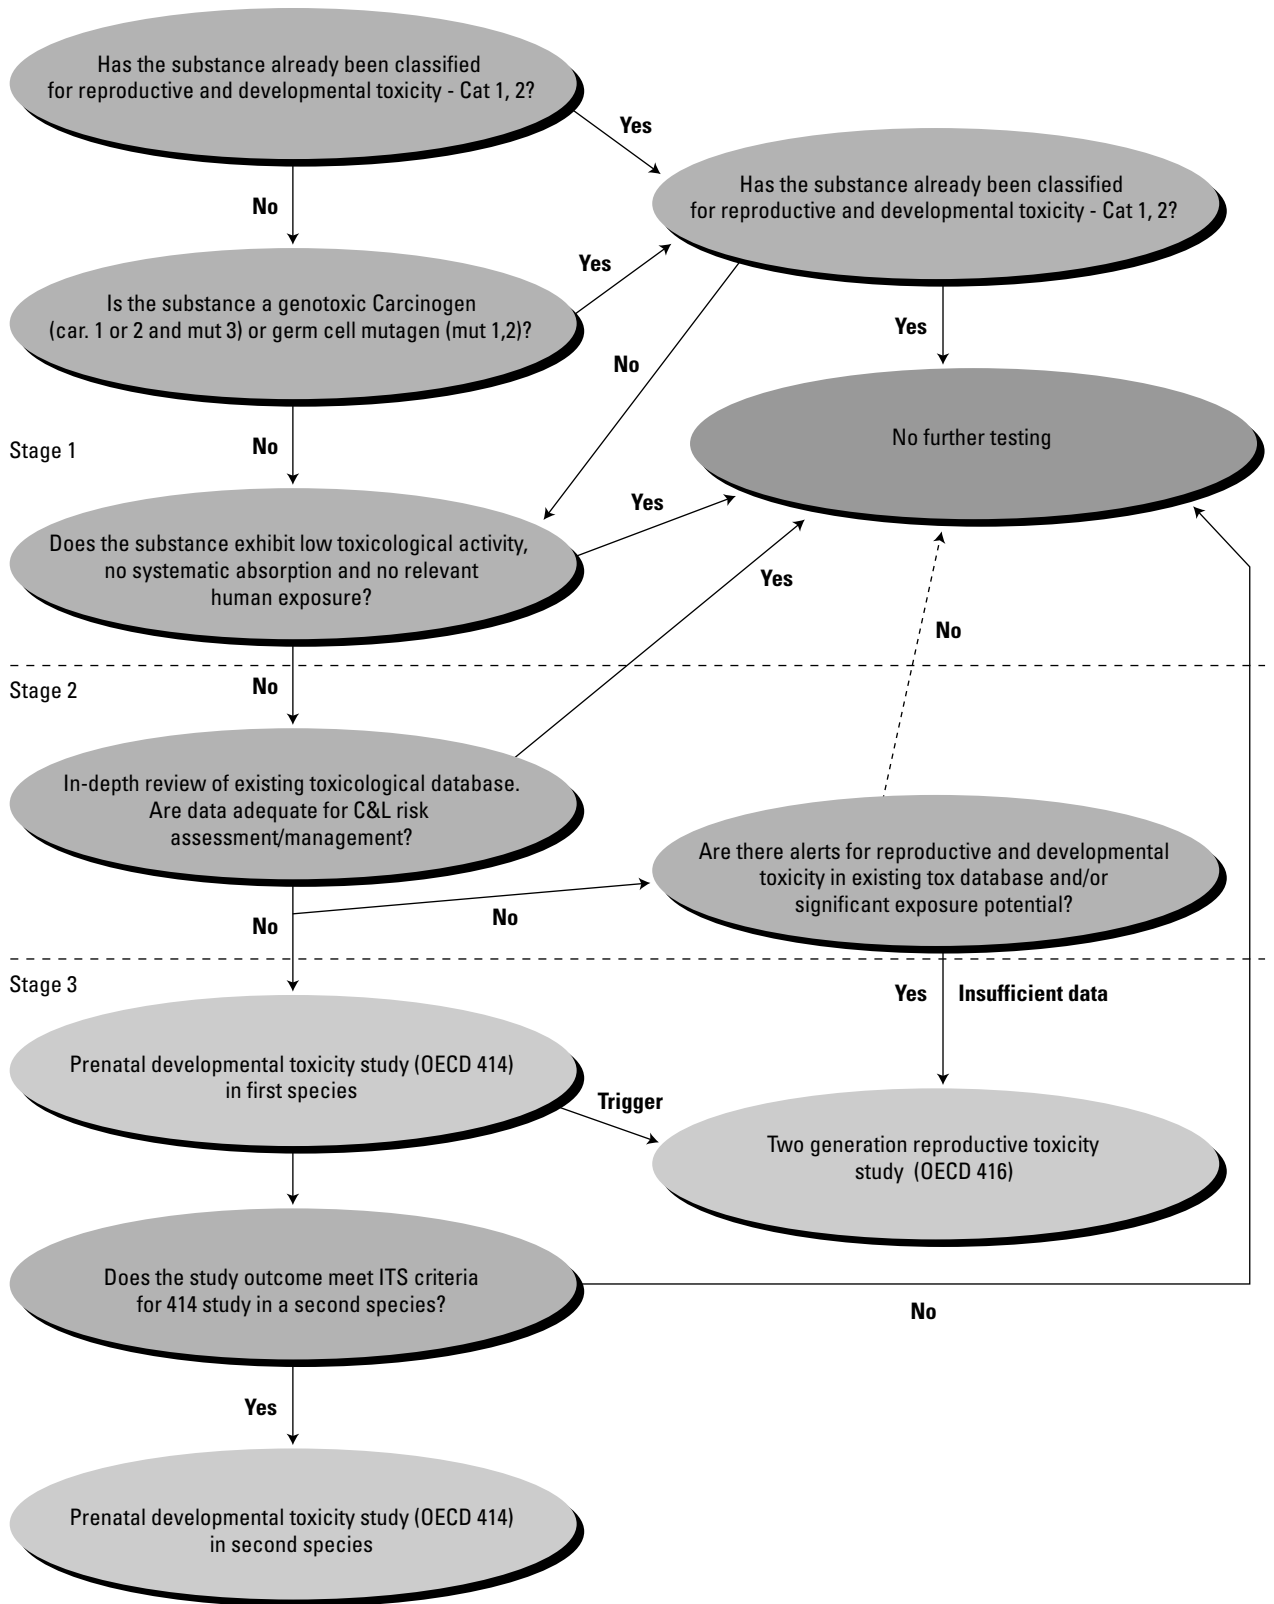 Has the substance already been classified
for reproductive and developmental toxicity - Cat 1, 2?
Yes
Has the substance already been classified
for reproductive and developmental toxicity - Cat 1, 2?
No
Yes
Is the substance a genotoxic Carcinogen
(car. 1 or 2 and mut 3) or germ cell mutagen (mut 1,2)?
Yes
No
No further testing
Stage 1
No
Yes
Does the substance exhibit low toxicological activity,
no systematic absorption and no relevant
human exposure?
Yes
No
Stage 2
No
In-depth review of existing toxicological database.
Are data adequate for C&L risk
assessment/management?
Are there alerts for reproductive and developmental
toxicity in existing tox database and/or
significant exposure potential?
No
No
Stage 3
Yes
Insufficient data
Prenatal developmental toxicity study (OECD 414)
in first species
Trigger
Two generation reproductive toxicity
study (OECD 416)
Does the study outcome meet ITS criteria
for 414 study in a second species?
No
Yes
Prenatal developmental toxicity study (OECD 414)
in second species